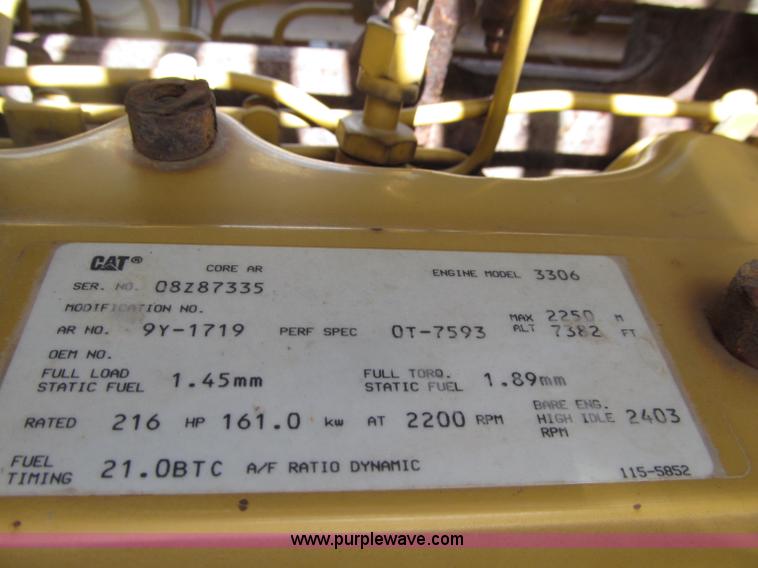 CAT® CORE AR ENGINE MODEL 3306
SER. NO. 08Z87335
MODIFICATION NO.
AR NO. 9Y-1719 PERF SPEC 0T-7593 MAX 2250 M
ALT 7382 FT
OEM NO.
FULL LOAD
STATIC FUEL 1.45mm
FULL TORQ.
STATIC FUEL 1.89mm
RATED 216 HP 161.0 kw AT 2200 RPM
BARE ENG.
HIGH IDLE 2403
RPM
FUEL
TIMING 21.0BTC A/F RATIO DYNAMIC
115-5852
www.purplewave.com